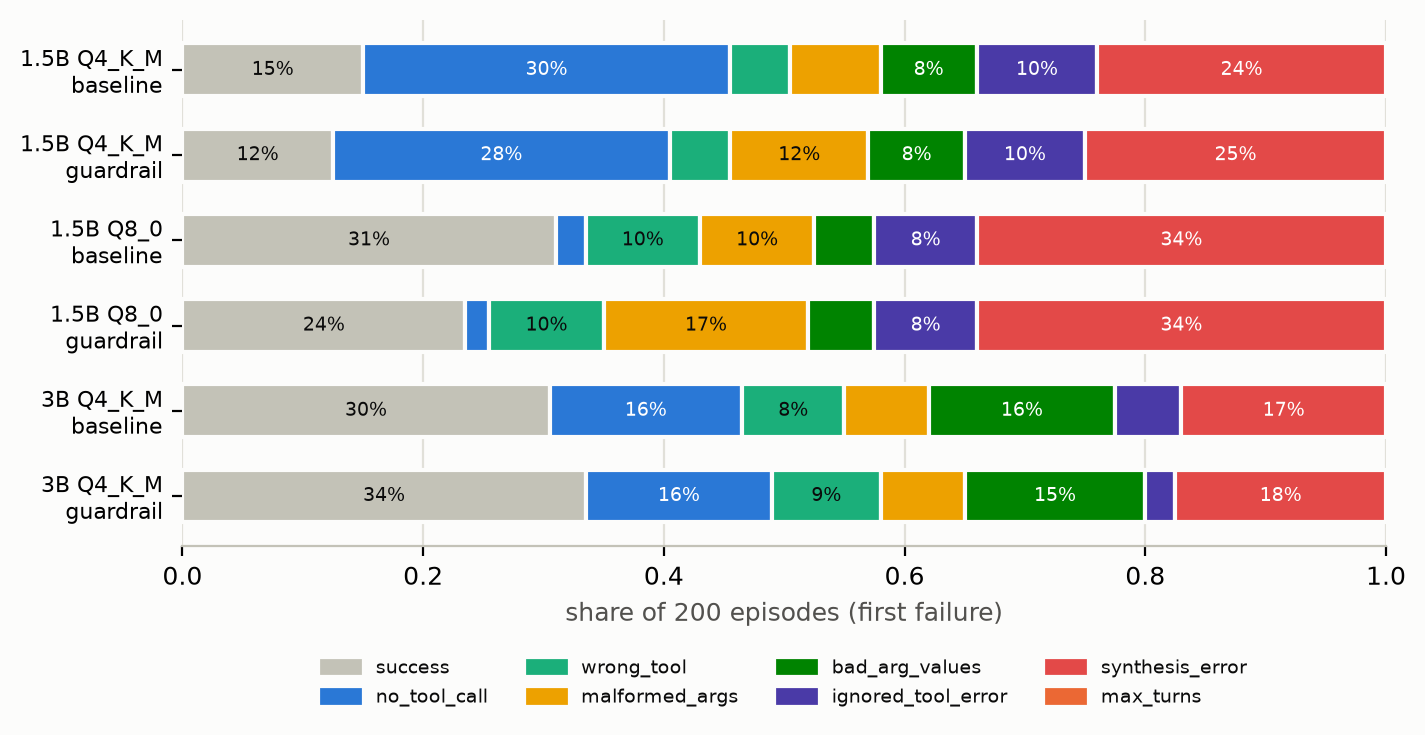 1.5B Q4_K_M
baseline
15% 30% 8% 10% 24%
1.5B Q4_K_M
guardrail
12% 28% 12% 8% 10% 25%
1.5B Q8_0
baseline
31% 10% 10% 8% 34%
1.5B Q8_0
guardrail
24% 10% 17% 8% 34%
3B Q4_K_M
baseline
30% 16% 8% 16% 17%
3B Q4_K_M
guardrail
34% 16% 9% 15% 18%
0.0 0.2 0.4 0.6 0.8 1.0
share of 200 episodes (first failure)
success wrong_tool bad_arg_values synthesis_error
no_tool_call malformed_args ignored_tool_error max_turns